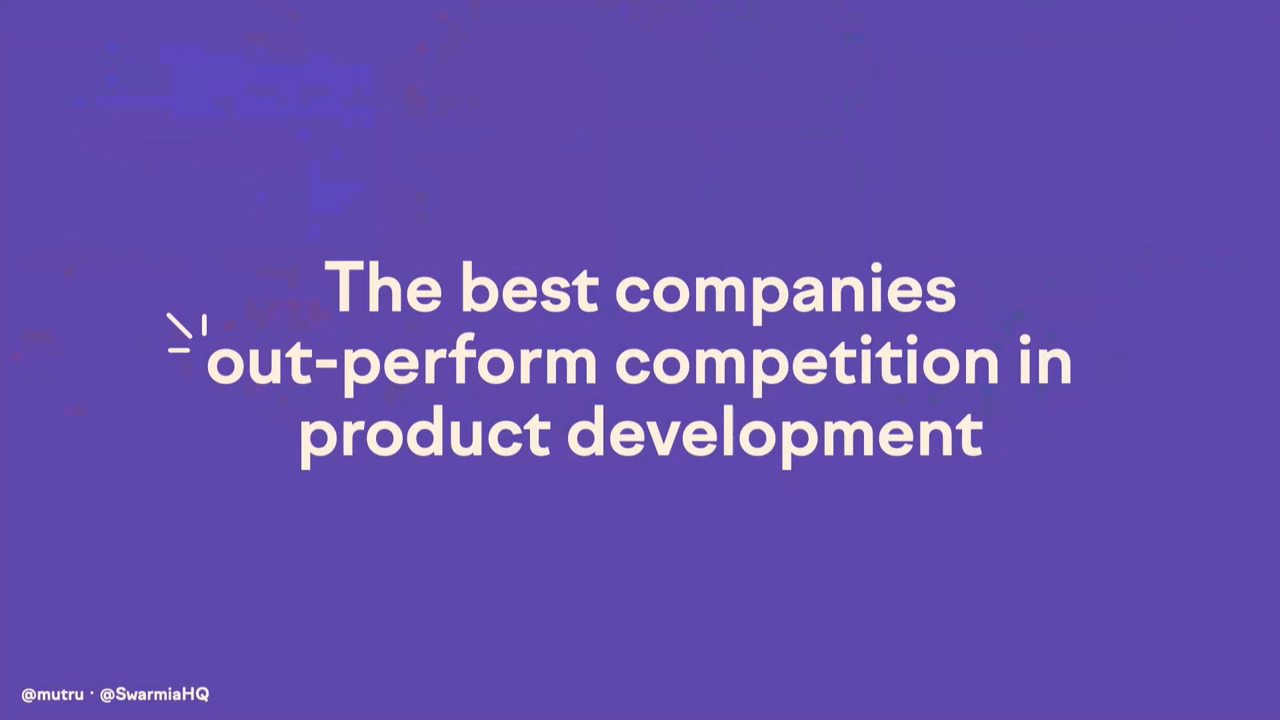 The best companies
out-perform competition in
product development
@mutru · @SwarmiaHQ